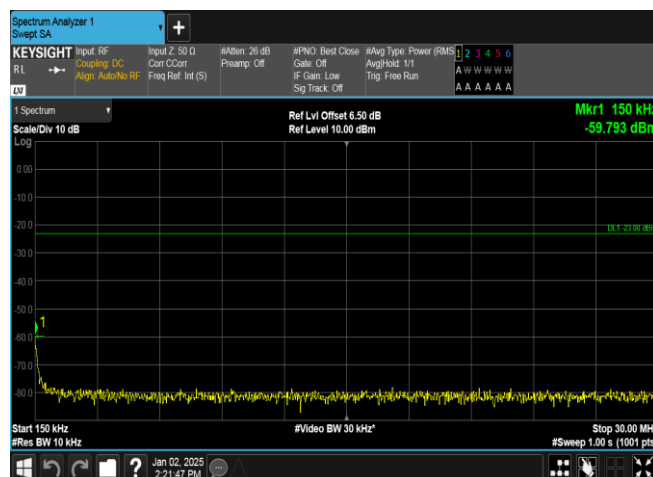 Spectrum Analyzer 1
Swept SA
+
KEYSIGHT Input: RF Input Z: 50 Ω #Atten: 26 dB #PNO: Best Close #Avg Type: Power (RMS 1 2 3 4 5 6
RL Coupling: DC Corr CCorr Preamp: Off Gate: Off Avg|Hold: 1/1 A W W W W W
Align: Auto/No RF Freq Ref: Int (S) IF Gain: Low Trig: Free Run
LXI Sig Track: Off A A A A A A
1 Spectrum Ref Lvl Offset 6.50 dB Mkr1 150 kHz
Scale/Div 10 dB Ref Level 10.00 dBm -59.793 dBm
Log
0.00
-10.0
-20.0
DL1 -23.00 dBm
-30.0
-40.0
-50.0
1
-60.0
-70.0
-80.0
Start 150 kHz #Video BW 30 kHz* Stop 30.00 MH
#Res BW 10 kHz #Sweep 1.00 s (1001 pts
? Jan 02, 2025
2:21:47 PM